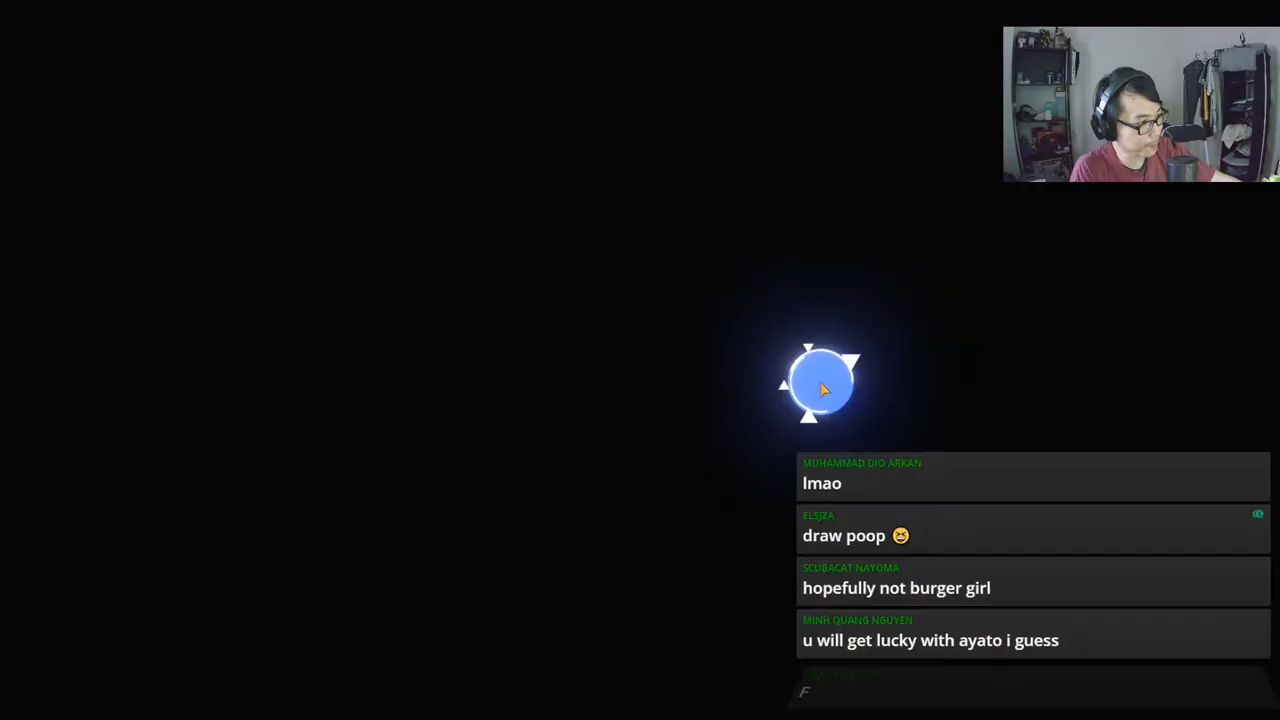 MUHAMMAD DIO ARKAN
lmao
ELSJZA
draw poop 😆
SCUBACAT NAYOMA
hopefully not burger girl
MINH QUANG NGUYEN
u will get lucky with ayato i guess
F